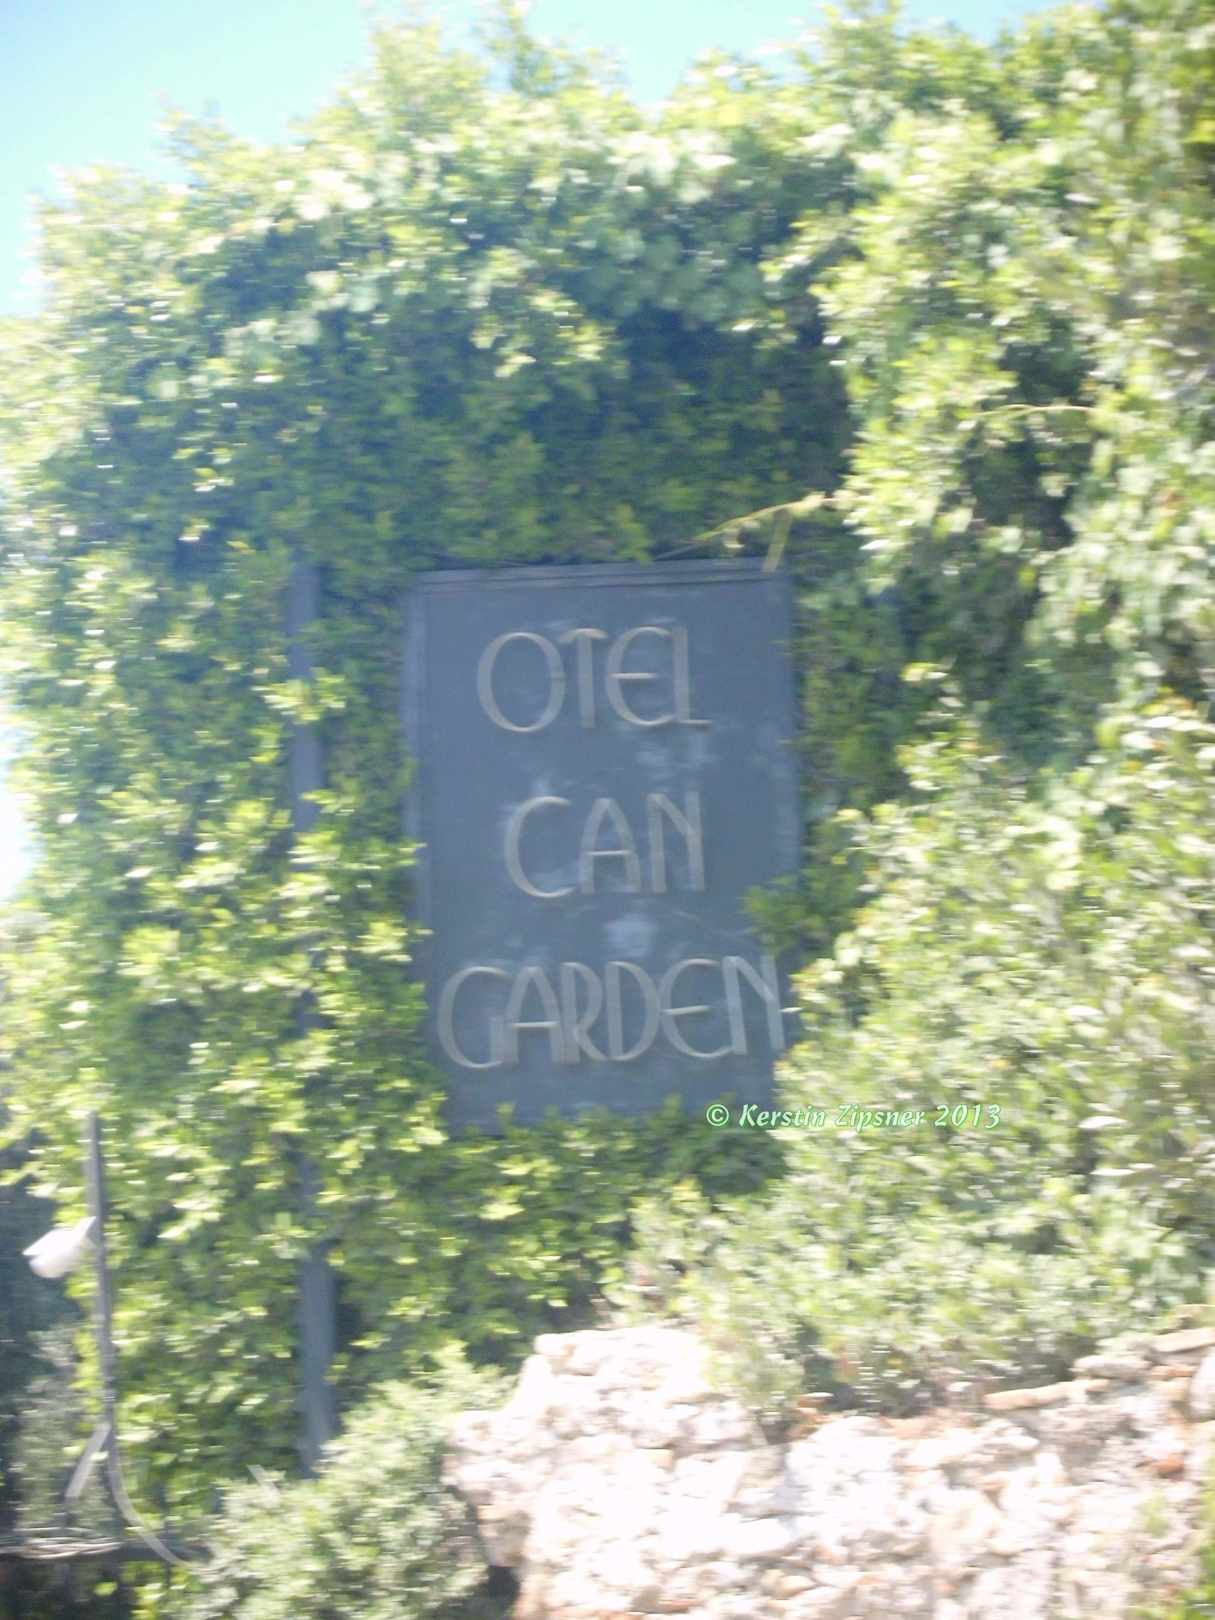 OTEL
CAN
GARDEN
© Kerstin Zipsner 2013